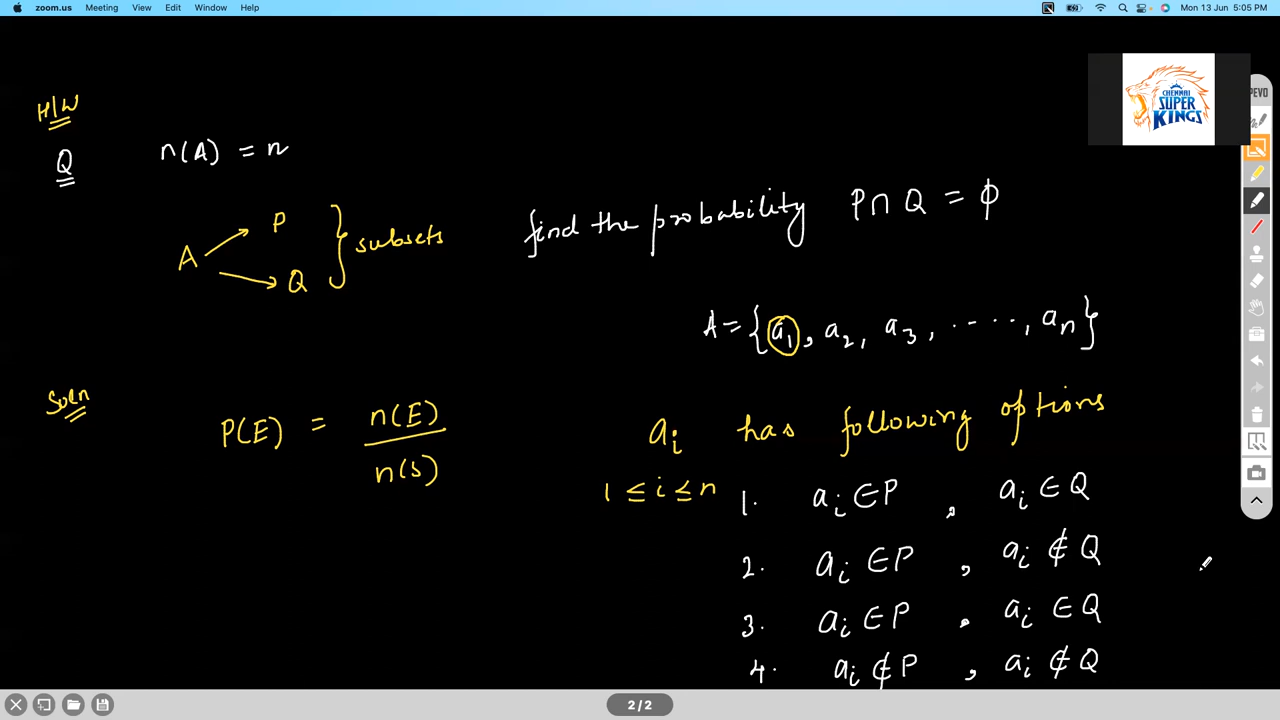 zoom.us Meeting View Edit Window Help Mon 13 Jun 5:05 PM
PEVO
CHENNAI
SUPER
KINGS
H/W
Q n(A) = n
find the probability P∩Q = ϕ
A P Q } subsets
A = {a₁, a₂, a₃, ....., aₙ}
Soln P(E) = n(E)/n(S)
aᵢ has following options
1 ≤ i ≤ n
1. aᵢ ∈ P , aᵢ ∈ Q
2. aᵢ ∈ P , aᵢ ∉ Q
3. aᵢ ∈ P , aᵢ ∈ Q
4. aᵢ ∉ P , aᵢ ∉ Q
2/2